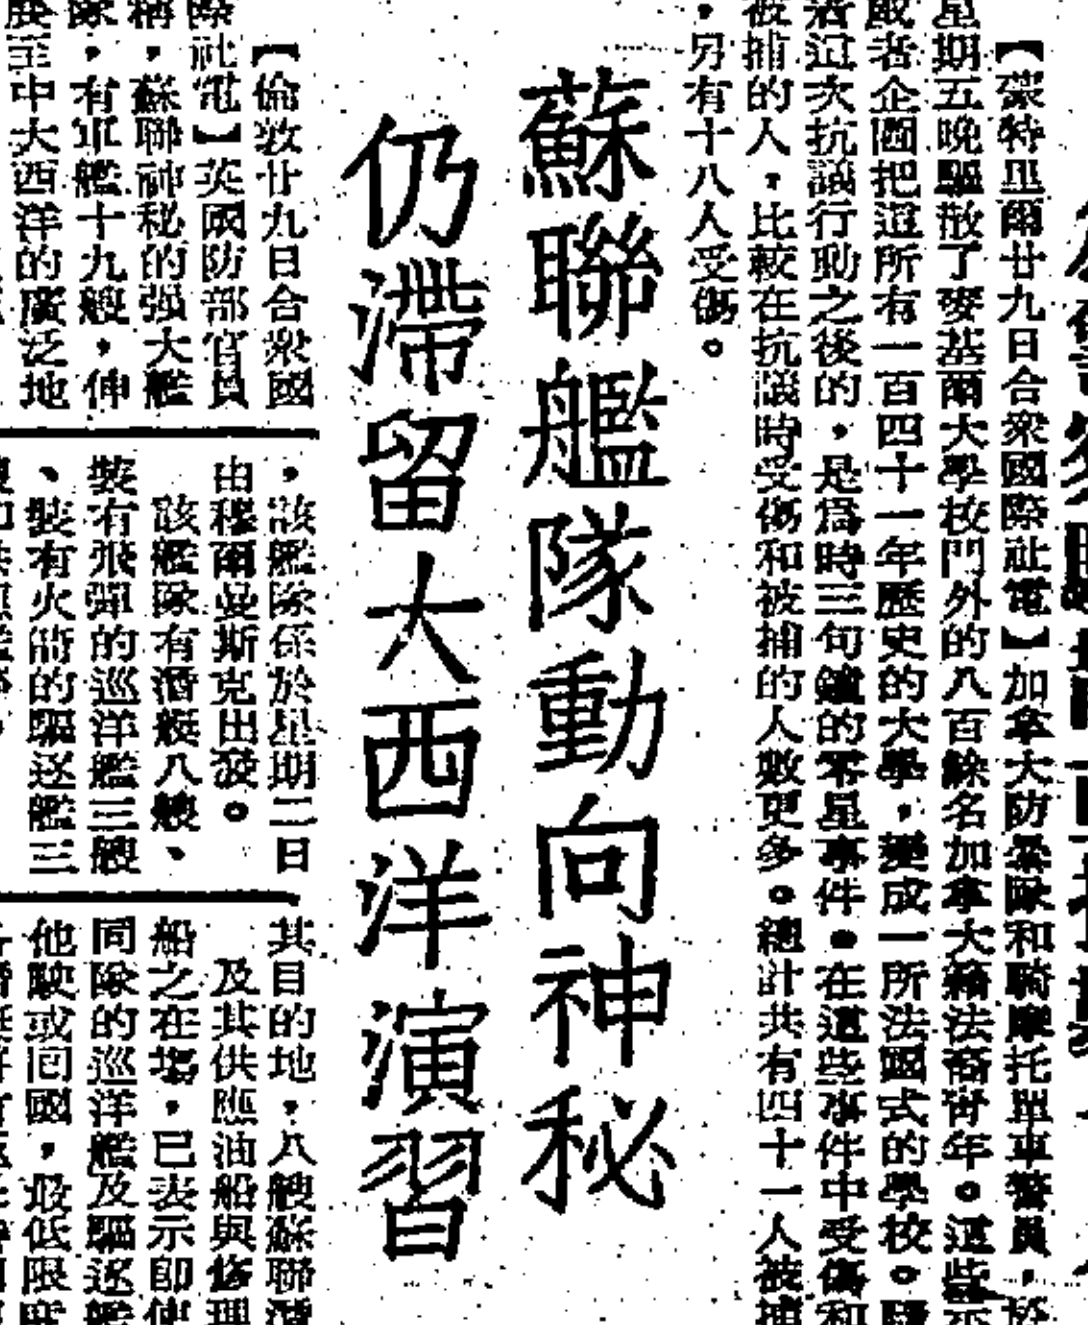 【蒙特里爾廿九日合衆國際社電】加拿大防暴隊和騎摩托單車警員，於
星期五晚驅散了麥基爾大學校門外的八百餘名加拿大籍法裔青年。這些示
威者企圖把這所有一百四十一年歷史的大學，變成一所法國式的學校。隨
着這次抗議行動之後的，是爲時三句鐘的零星事件。在這些事件中受傷和
被捕的人，比較在抗議時受傷和被捕的人數更多。總計共有四十一人被捕
，另有十八人受傷。
蘇聯艦隊動向神秘
仍滯留大西洋演習
【倫敦廿九日合衆國
際社電】英國防部官員
稱，蘇聯神秘的强大艦
隊，有軍艦十九艘，伸
展至中大西洋的廣泛地
，該艦隊係於星期二日
由穆爾曼斯克出發。
該艦隊有潛艇八艘、
裝有飛彈的巡洋艦三艘
、裝有火箭的驅逐艦三
其目的地，八艘蘇聯潛
及其供應油船與修理
船之在場，已表示即使
同隊的巡洋艦及驅逐艦
他駛或囘國，最低限度